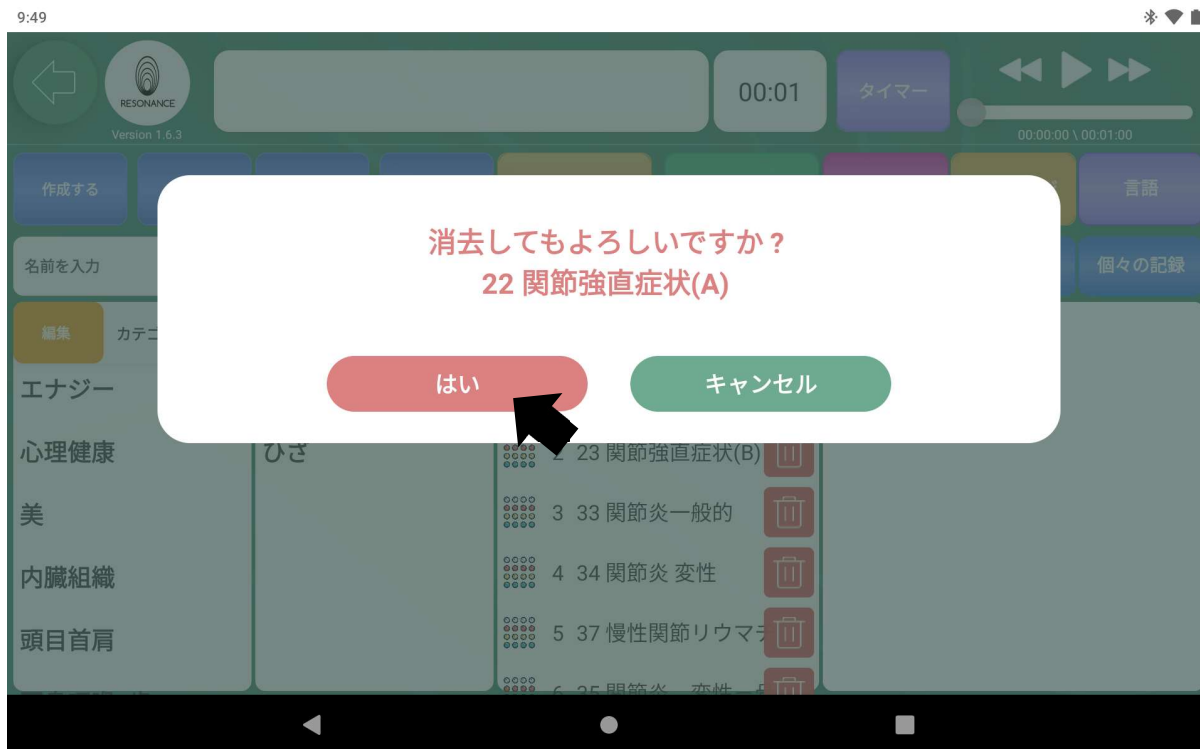 9:49
RESONANCE
Version 1.6.3
00:01
タイマー
00:00:00 \ 00:01:00
作成する
言語
消去してもよろしいですか ?
22 関節強直症状(A)
名前を入力
個々の記録
編集
カテゴ
はい
キャンセル
エナジー
心理健康
ひざ
2 23 関節強直症状(B)
美
3 33 関節炎一般的
内臓組織
4 34 関節炎 変性
頭目首肩
5 37 慢性関節リウマチ